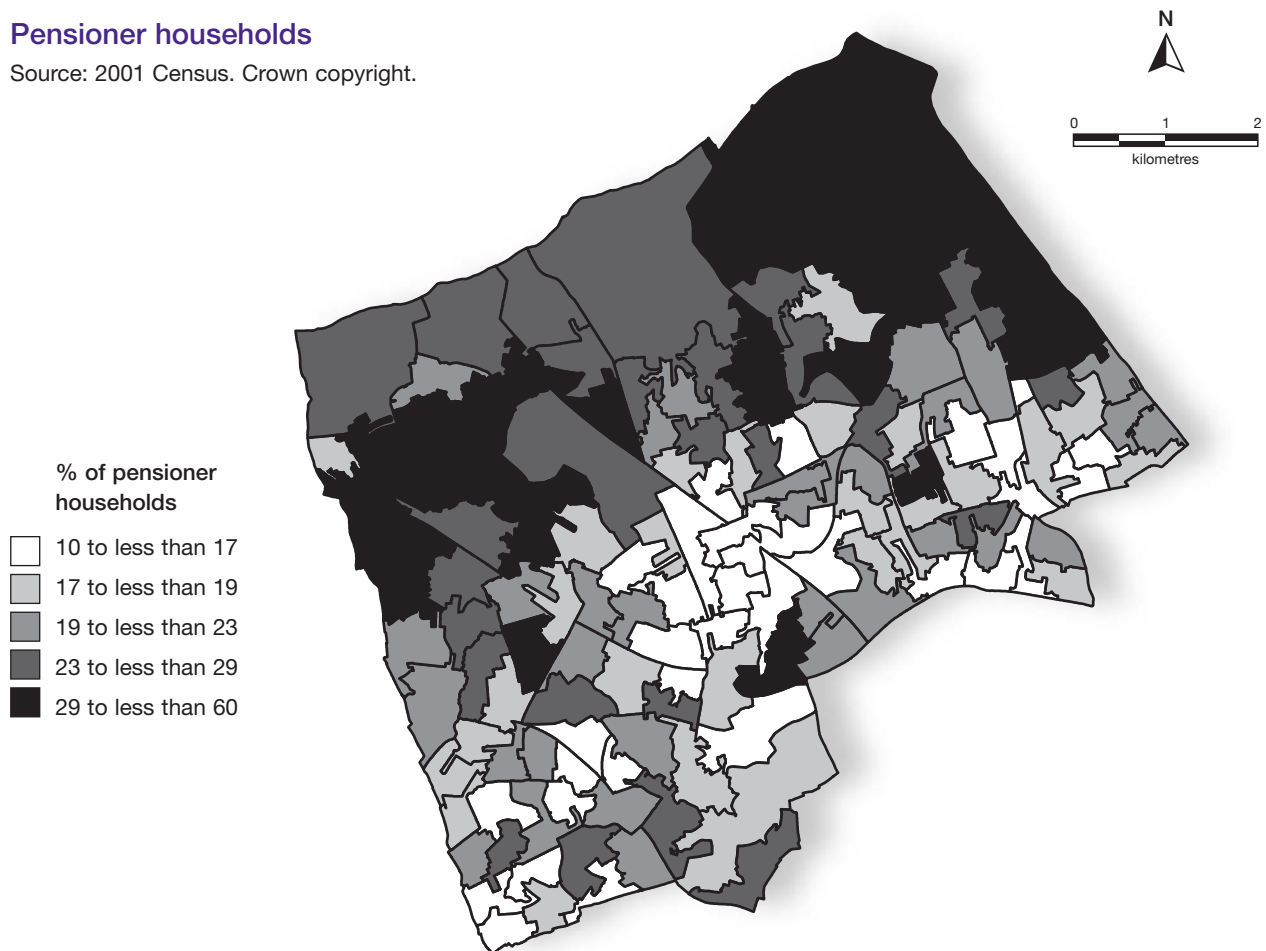 Pensioner households
Source: 2001 Census. Crown copyright.
N
0 1 2
kilometres
% of pensioner
households
10 to less than 17
17 to less than 19
19 to less than 23
23 to less than 29
29 to less than 60